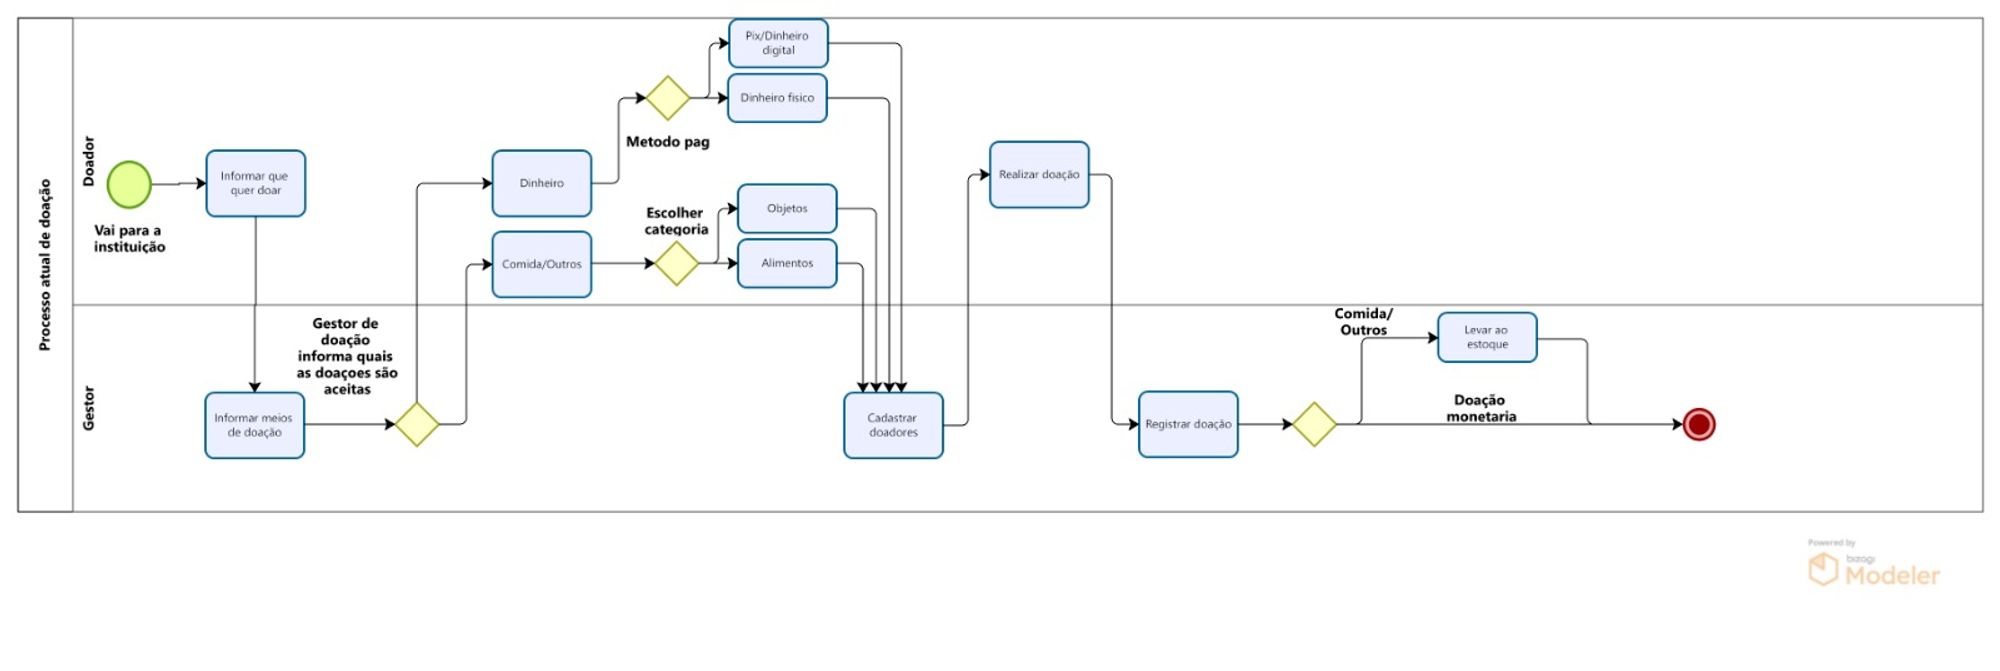 Processo atual de doação
Doador
Gestor
Vai para a
instituição
Informar que
quer doar
Informar meios
de doação
Gestor de
doação
informa quais
as doaçoes são
aceitas
Dinheiro
Comida/Outros
Metodo pag
Escolher
categoria
Pix/Dinheiro
digital
Dinheiro fisico
Objetos
Alimentos
Cadastrar
doadores
Realizar doação
Registrar doação
Comida/
Outros
Levar ao
estoque
Doação
monetaria
Powered by
bizagi
Modeler